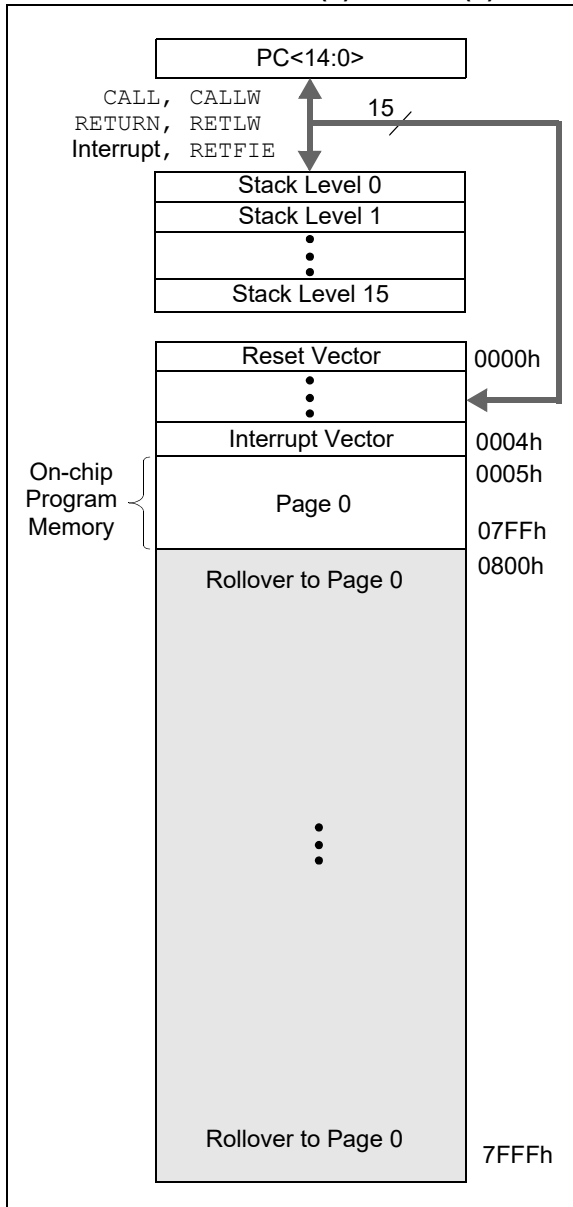 PC<14:0>
CALL, CALLW
15
RETURN, RETLW
Interrupt, RETFIE
Stack Level 0
Stack Level 1
Stack Level 15
Reset Vector
0000h
Interrupt Vector
0004h
On-chip
Program
Memory
Page 0
0005h
07FFh
Rollover to Page 0
0800h
Rollover to Page 0
7FFFh